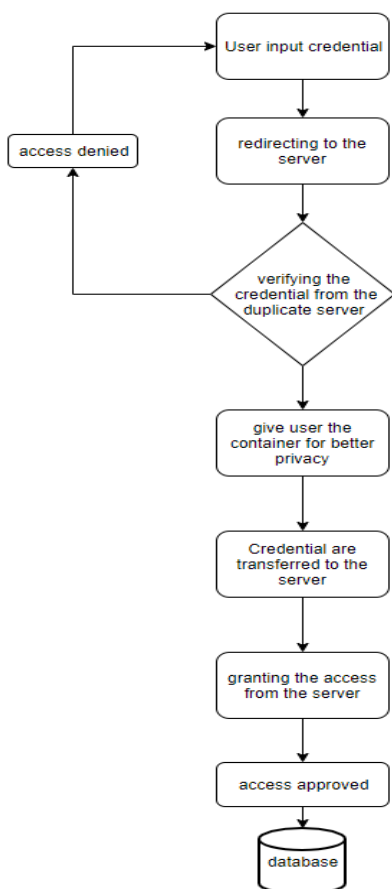 User input credential
redirecting to the
server
access denied
verifying the
credential from the
duplicate server
give user the
container for better
privacy
Credential are
transferred to the
server
granting the access
from the server
access approved
database